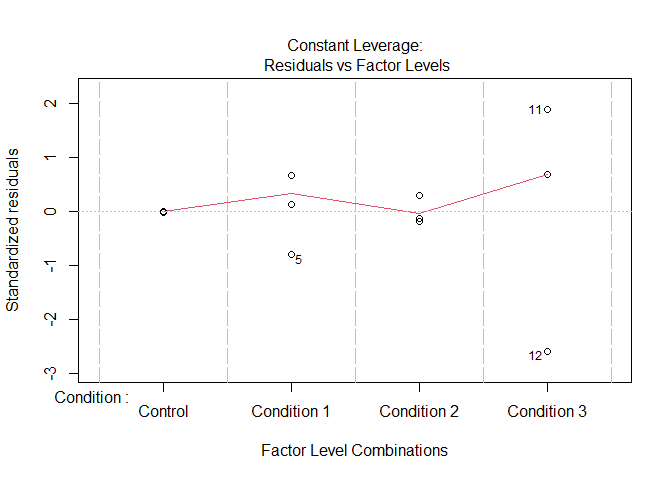 Constant Leverage:
Residuals vs Factor Levels
Standardized residuals
2
1
0
-1
-2
-3
11
5
12
Condition :
Control
Condition 1
Condition 2
Condition 3
Factor Level Combinations